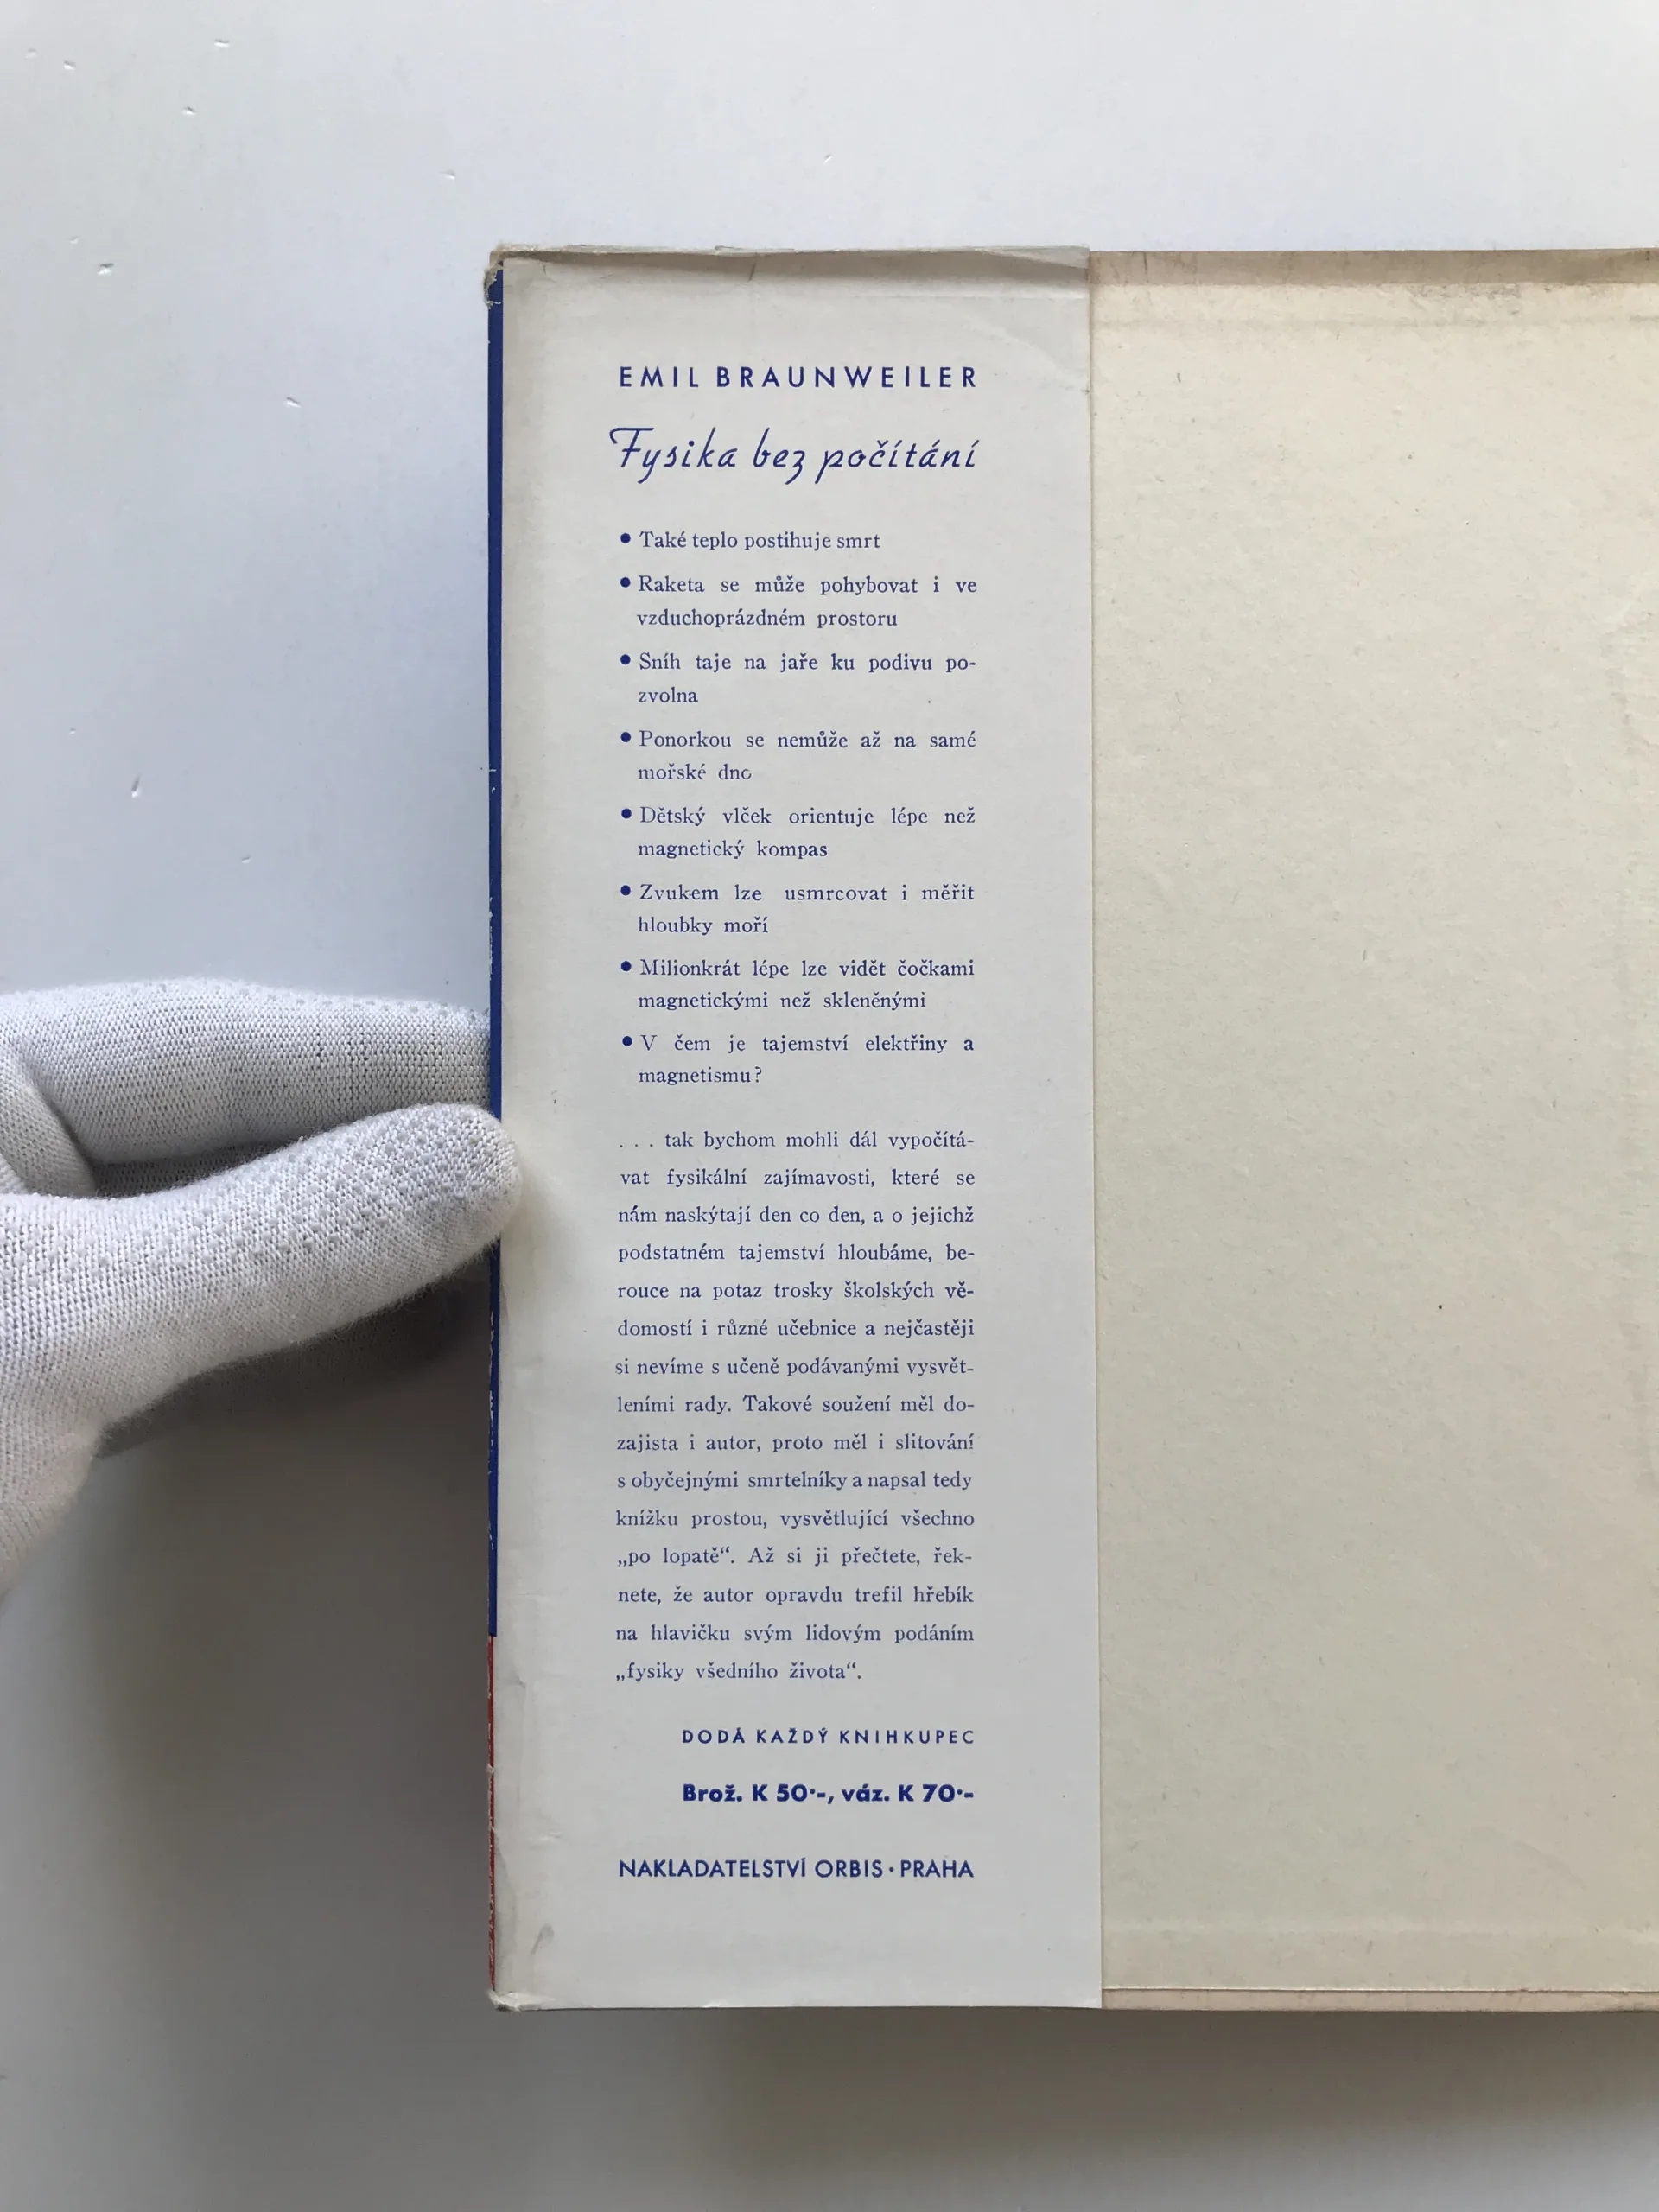 EMIL BRAUNWEILER
Fysika bez počítání
• Také teplo postihuje smrt
• Raketa se může pohybovat i ve
vzduchoprázdném prostoru
• Sníh taje na jaře ku podivu po-
zvolna
• Ponorkou se nemůže až na samé
mořské dno
• Dětský vlček orientuje lépe než
magnetický kompas
• Zvukem lze usmrcovat i měřit
hloubky moří
• Milionkrát lépe lze vidět čočkami
magnetickými než skleněnými
• V čem je tajemství elektřiny a
magnetismu?
. . . tak bychom mohli dál vypočítá-
vat fysikální zajímavosti, které se
nám naskýtají den co den, a o jejichž
podstatném tajemství hloubáme, be-
rouce na potaz trosky školských vě-
domostí i různé učebnice a nejčastěji
si nevíme s učeně podávanými vysvět-
leními rady. Takové soužení měl do-
zajista i autor, proto měl i slitování
s obyčejnými smrtelníky a napsal tedy
knížku prostou, vysvětlující všechno
„po lopatě“. Až si ji přečtete, řek-
nete, že autor opravdu trefil hřebík
na hlavičku svým lidovým podáním
„fysiky všedního života“.
DODÁ KAŽDÝ KNIHKUPEC
Brož. K 50·-, váz. K 70·-
NAKLADATELSTVÍ ORBIS · PRAHA